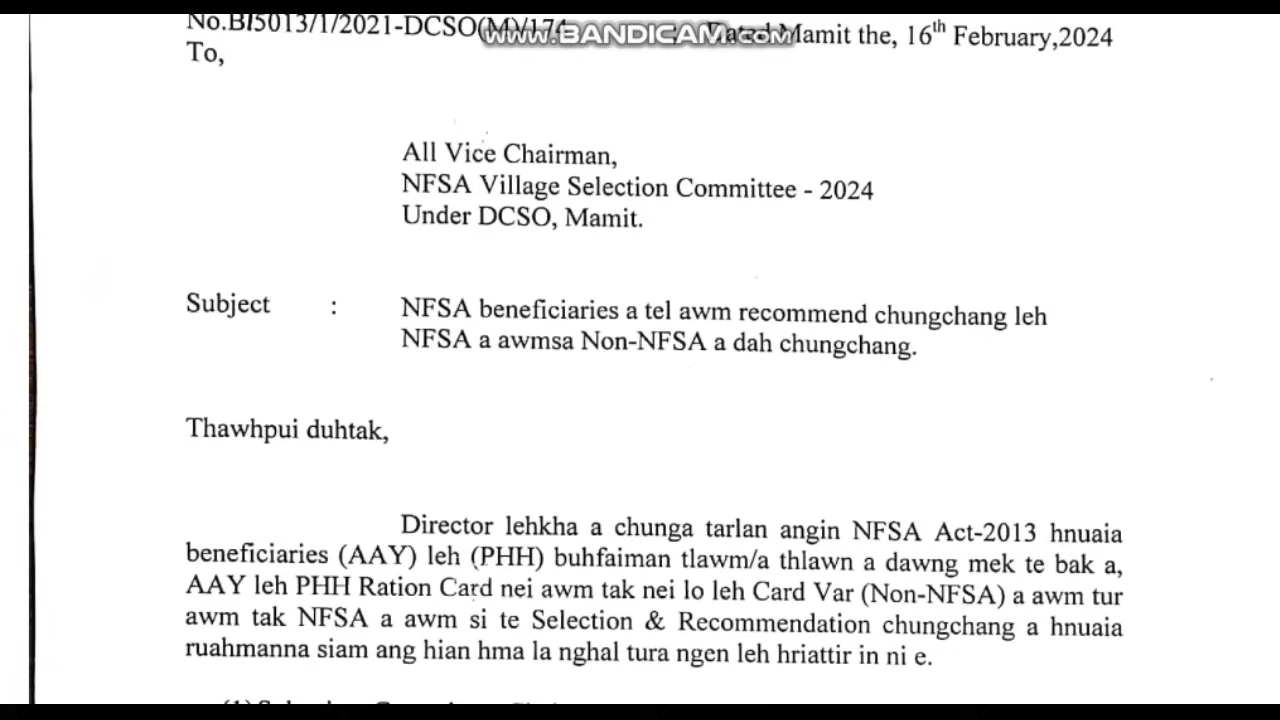 No.B15013/1/2021-DCSO(M)/174 Dated Mamit the, 16th February,2024
www.BANDICAM.com
To,
All Vice Chairman,
NFSA Village Selection Committee - 2024
Under DCSO, Mamit.
Subject : NFSA beneficiaries a tel awm recommend chungchang leh
NFSA a awmsa Non-NFSA a dah chungchang.
Thawhpui duhtak,
Director lehkha a chunga tarlan angin NFSA Act-2013 hnuaia
beneficiaries (AAY) leh (PHH) buhfaiman tlawm/a thlawn a dawng mek te bak a,
AAY leh PHH Ration Card nei awm tak nei lo leh Card Var (Non-NFSA) a awm tur
awm tak NFSA a awm si te Selection & Recommendation chungchang a hnuaia
ruahmanna siam ang hian hma la nghal tura ngen leh hriattir in ni e.